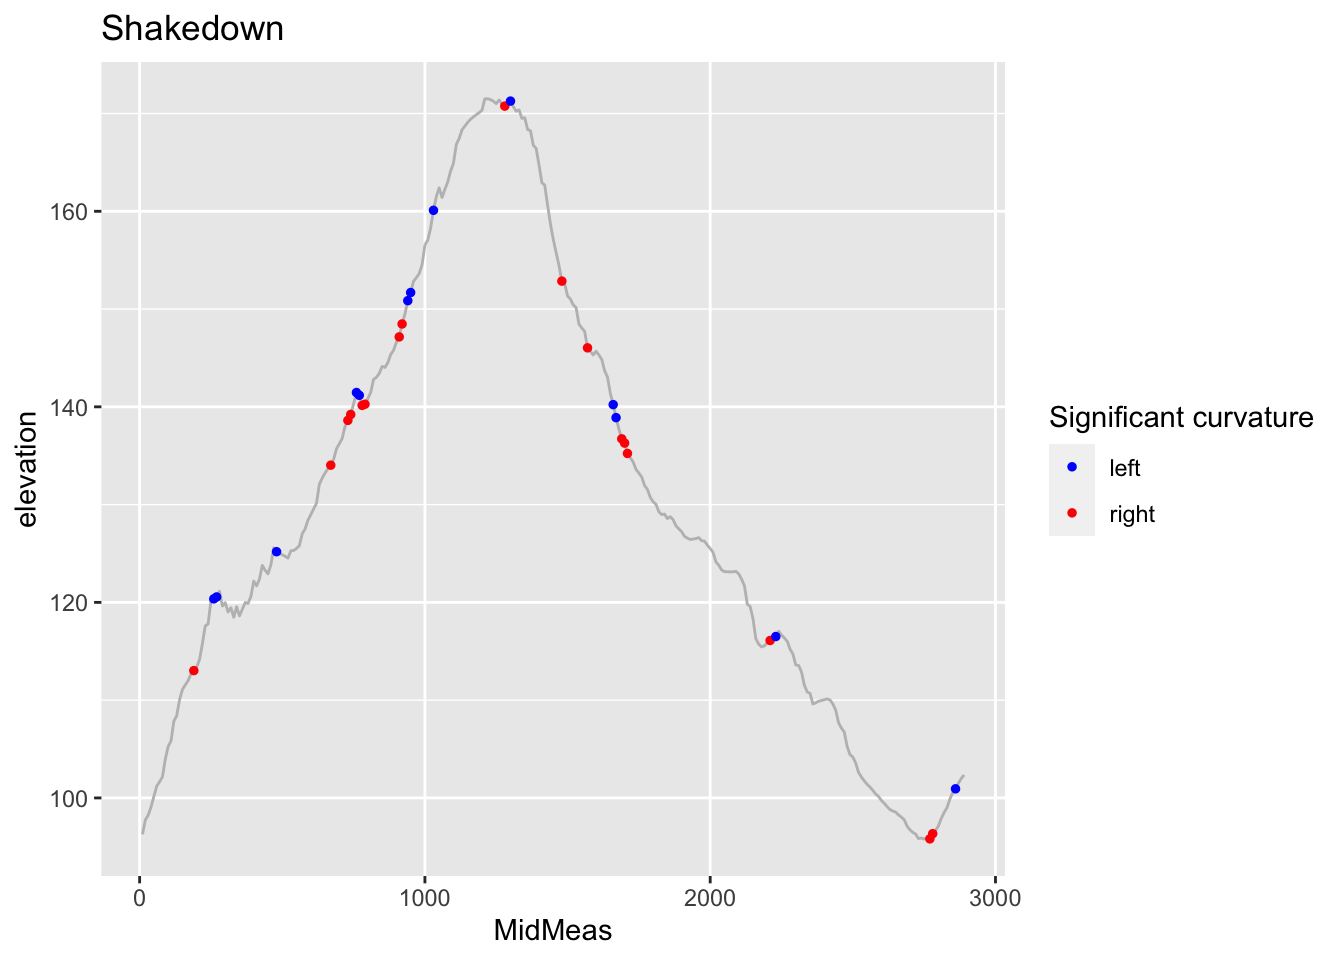 Shakedown
160
140
120
100
elevation
0 1000 2000 3000
MidMeas
Significant curvature
left
right